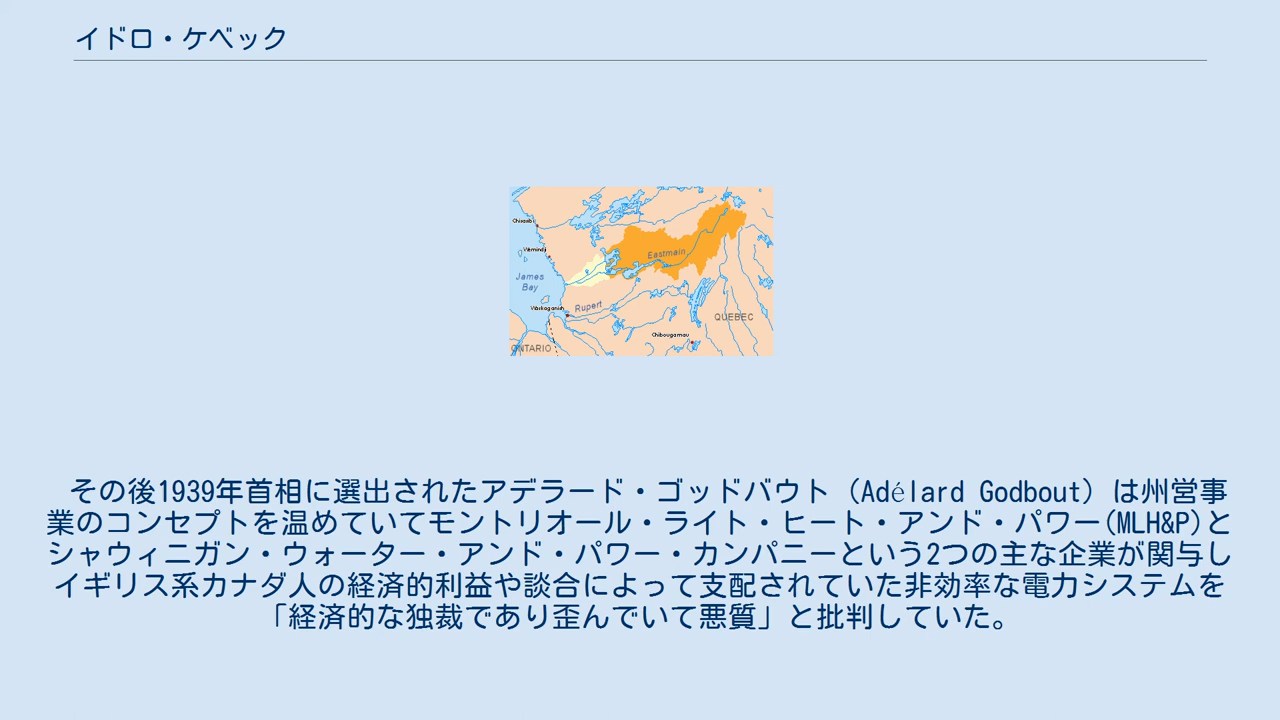 イドロ・ケベック
Chisasibi
Wemindji
James
Bay
Eastmain
Waskaganish
Rupert
QUEBEC
Chibougamau
ONTARIO
その後1939年首相に選出されたアデラード・ゴッドバウト（Adélard Godbout）は州営事
業のコンセプトを温めていてモントリオール・ライト・ヒート・アンド・パワー(MLH&P)と
シャウィニガン・ウォーター・アンド・パワー・カンパニーという2つの主な企業が関与し
イギリス系カナダ人の経済的利益や談合によって支配されていた非効率な電力システムを
「経済的な独裁であり歪んでいて悪質」と批判していた。